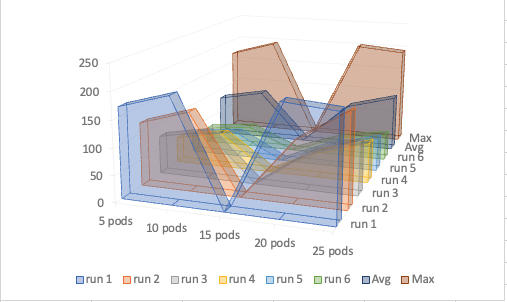 250
200
150
100
50
0
5 pods
10 pods
15 pods
20 pods
25 pods
Max
Avg
run 6
run 5
run 4
run 3
run 2
run 1
run 1 run 2 run 3 run 4 run 5 run 6 Avg Max